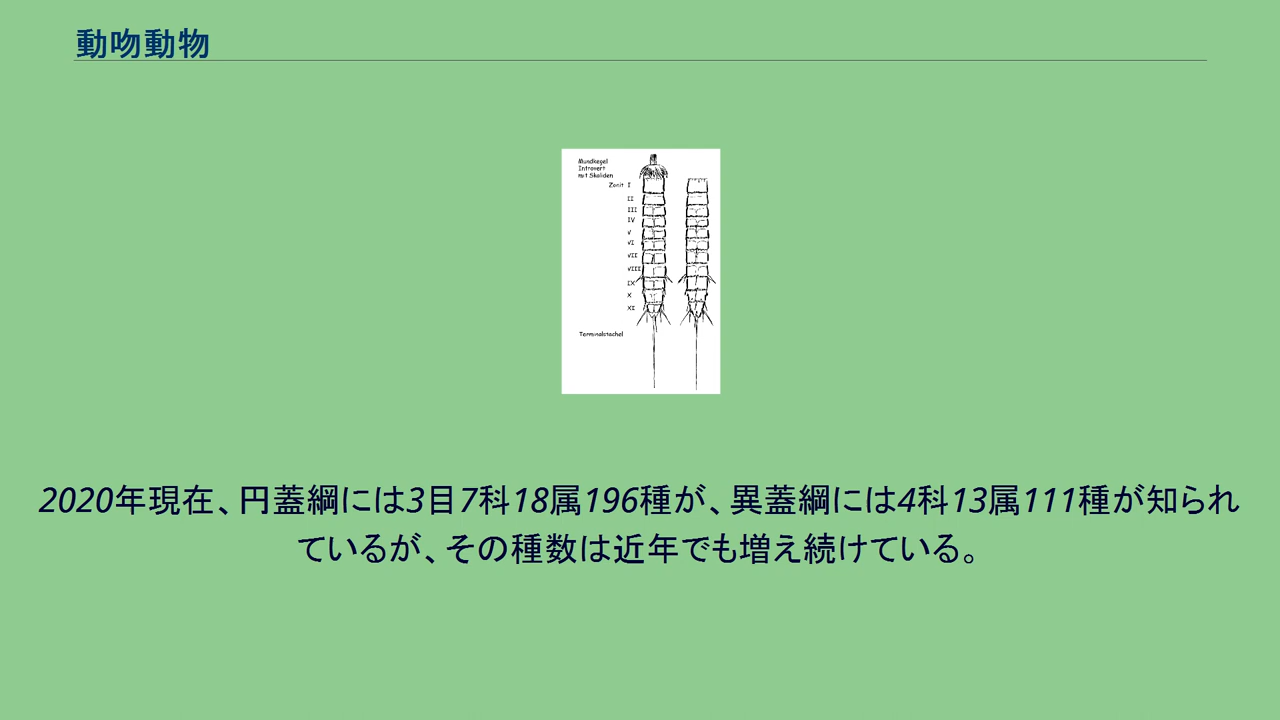 動吻動物
Mundkegel
Introvert
mit Skaliden
Zonit I
II
III
IV
V
VI
VII
VIII
IX
X
XI
Terminalstachel
2020年現在、円蓋綱には3目7科18属196種が、異蓋綱には4科13属111種が知られ
ているが、その種数は近年でも増え続けている。